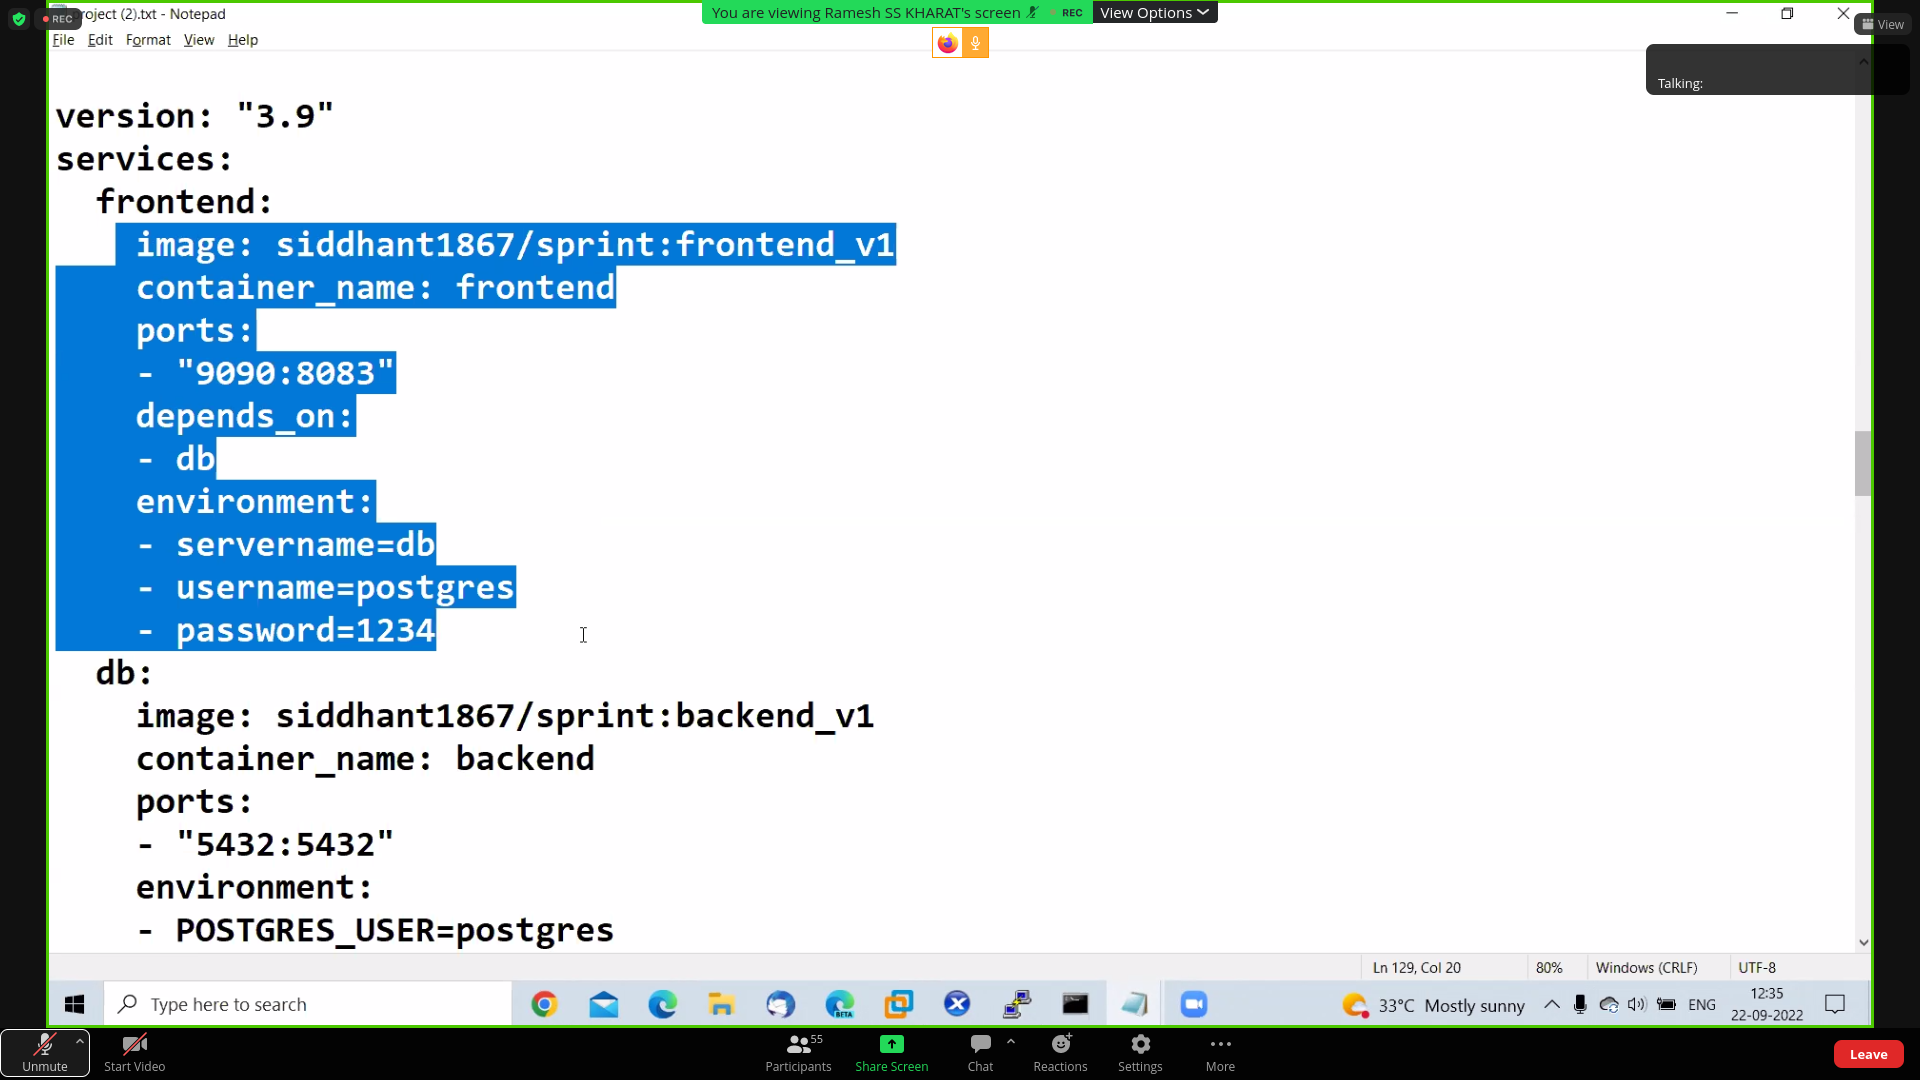 REC
project (2).txt - Notepad
You are viewing Ramesh SS KHARAT's screen
REC
View Options
View
File Edit Format View Help
Talking:
version: "3.9"
services:
frontend:
image: siddhant1867/sprint:frontend_v1
container_name: frontend
ports:
- "9090:8083"
depends_on:
- db
environment:
- servername=db
- username=postgres
- password=1234
db:
image: siddhant1867/sprint:backend_v1
container_name: backend
ports:
- "5432:5432"
environment:
- POSTGRES_USER=postgres
Ln 129, Col 20 80% Windows (CRLF) UTF-8
Type here to search
BETA
33°C Mostly sunny
ENG
12:35
22-09-2022
Unmute
Start Video
55
Participants
Share Screen
Chat
Reactions
Settings
More
Leave